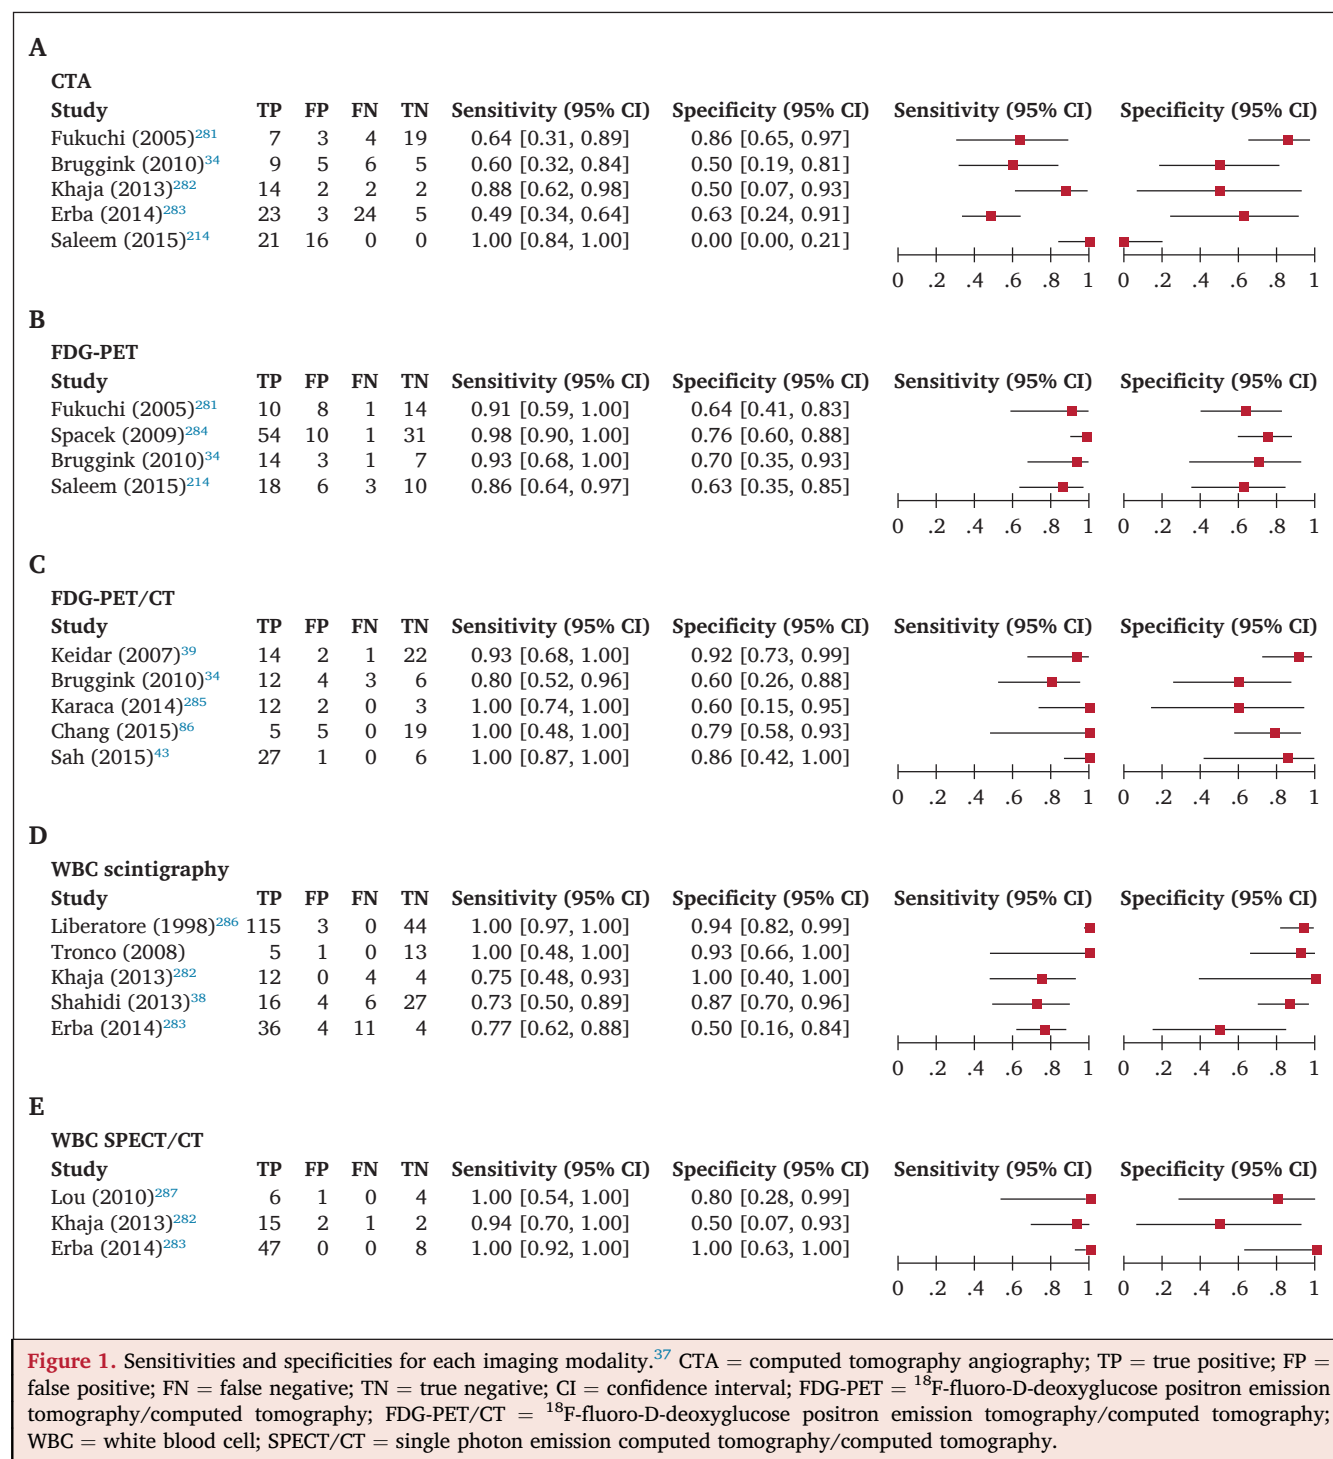 A
CTA
Study TP FP FN TN Sensitivity (95% CI) Specificity (95% CI) Sensitivity (95% CI) Specificity (95% CI)
Fukuchi (2005)281 7 3 4 19 0.64 [0.31, 0.89] 0.86 [0.65, 0.97]
Bruggink (2010)34 9 5 6 5 0.60 [0.32, 0.84] 0.50 [0.19, 0.81]
Khaja (2013)282 14 2 2 2 0.88 [0.62, 0.98] 0.50 [0.07, 0.93]
Erba (2014)283 23 3 24 5 0.49 [0.34, 0.64] 0.63 [0.24, 0.91]
Saleem (2015)214 21 16 0 0 1.00 [0.84, 1.00] 0.00 [0.00, 0.21]
0 .2 .4 .6 .8 1 0 .2 .4 .6 .8 1
B
FDG-PET
Study TP FP FN TN Sensitivity (95% CI) Specificity (95% CI) Sensitivity (95% CI) Specificity (95% CI)
Fukuchi (2005)281 10 8 1 14 0.91 [0.59, 1.00] 0.64 [0.41, 0.83]
Spacek (2009)284 54 10 1 31 0.98 [0.90, 1.00] 0.76 [0.60, 0.88]
Bruggink (2010)34 14 3 1 7 0.93 [0.68, 1.00] 0.70 [0.35, 0.93]
Saleem (2015)214 18 6 3 10 0.86 [0.64, 0.97] 0.63 [0.35, 0.85]
0 .2 .4 .6 .8 1 0 .2 .4 .6 .8 1
C
FDG-PET/CT
Study TP FP FN TN Sensitivity (95% CI) Specificity (95% CI) Sensitivity (95% CI) Specificity (95% CI)
Keidar (2007)39 14 2 1 22 0.93 [0.68, 1.00] 0.92 [0.73, 0.99]
Bruggink (2010)34 12 4 3 6 0.80 [0.52, 0.96] 0.60 [0.26, 0.88]
Karaca (2014)285 12 2 0 3 1.00 [0.74, 1.00] 0.60 [0.15, 0.95]
Chang (2015)86 5 5 0 19 1.00 [0.48, 1.00] 0.79 [0.58, 0.93]
Sah (2015)43 27 1 0 6 1.00 [0.87, 1.00] 0.86 [0.42, 1.00]
0 .2 .4 .6 .8 1 0 .2 .4 .6 .8 1
D
WBC scintigraphy
Study TP FP FN TN Sensitivity (95% CI) Specificity (95% CI) Sensitivity (95% CI) Specificity (95% CI)
Liberatore (1998)286 115 3 0 44 1.00 [0.97, 1.00] 0.94 [0.82, 0.99]
Tronco (2008) 5 1 0 13 1.00 [0.48, 1.00] 0.93 [0.66, 1.00]
Khaja (2013)282 12 0 4 4 0.75 [0.48, 0.93] 1.00 [0.40, 1.00]
Shahidi (2013)38 16 4 6 27 0.73 [0.50, 0.89] 0.87 [0.70, 0.96]
Erba (2014)283 36 4 11 4 0.77 [0.62, 0.88] 0.50 [0.16, 0.84]
0 .2 .4 .6 .8 1 0 .2 .4 .6 .8 1
E
WBC SPECT/CT
Study TP FP FN TN Sensitivity (95% CI) Specificity (95% CI) Sensitivity (95% CI) Specificity (95% CI)
Lou (2010)287 6 1 0 4 1.00 [0.54, 1.00] 0.80 [0.28, 0.99]
Khaja (2013)282 15 2 1 2 0.94 [0.70, 1.00] 0.50 [0.07, 0.93]
Erba (2014)283 47 0 0 8 1.00 [0.92, 1.00] 1.00 [0.63, 1.00]
0 .2 .4 .6 .8 1 0 .2 .4 .6 .8 1
Figure 1. Sensitivities and specificities for each imaging modality.37 CTA = computed tomography angiography; TP = true positive; FP =
false positive; FN = false negative; TN = true negative; CI = confidence interval; FDG-PET = 18F-fluoro-D-deoxyglucose positron emission
tomography/computed tomography; FDG-PET/CT = 18F-fluoro-D-deoxyglucose positron emission tomography/computed tomography;
WBC = white blood cell; SPECT/CT = single photon emission computed tomography/computed tomography.